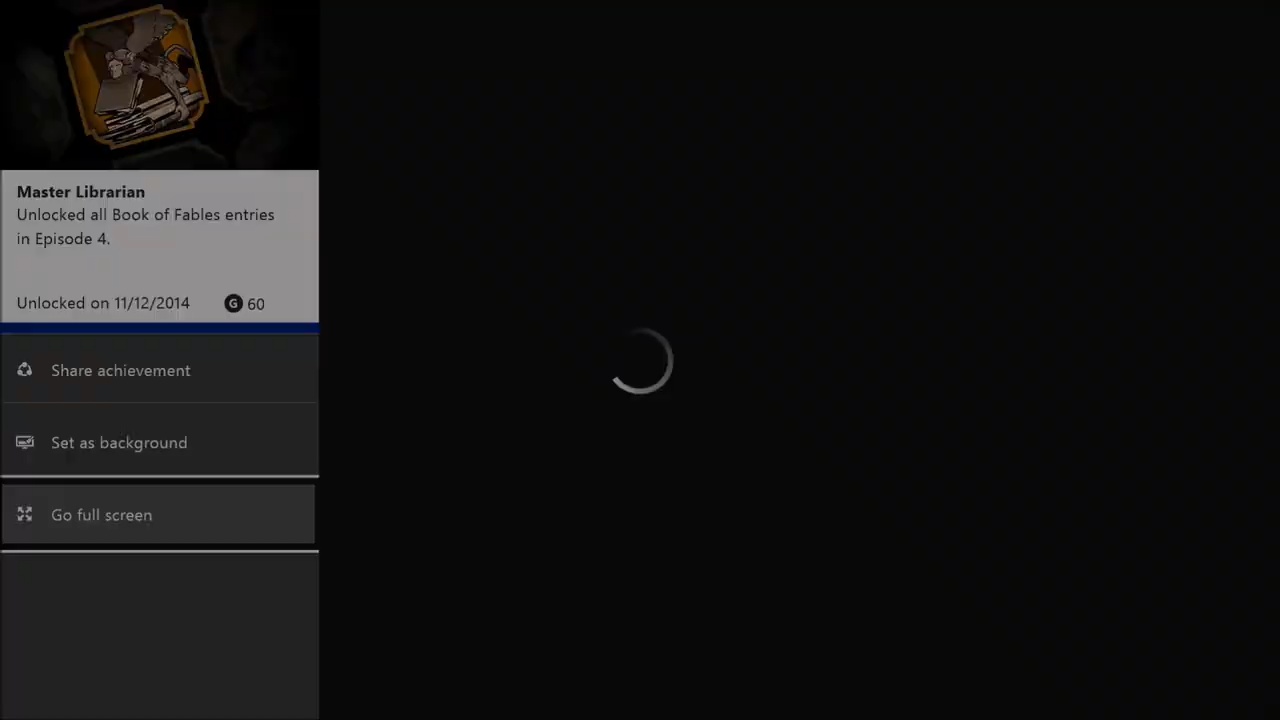 Master Librarian
Unlocked all Book of Fables entries
in Episode 4.
Unlocked on 11/12/2014 G 60
Share achievement
Set as background
Go full screen